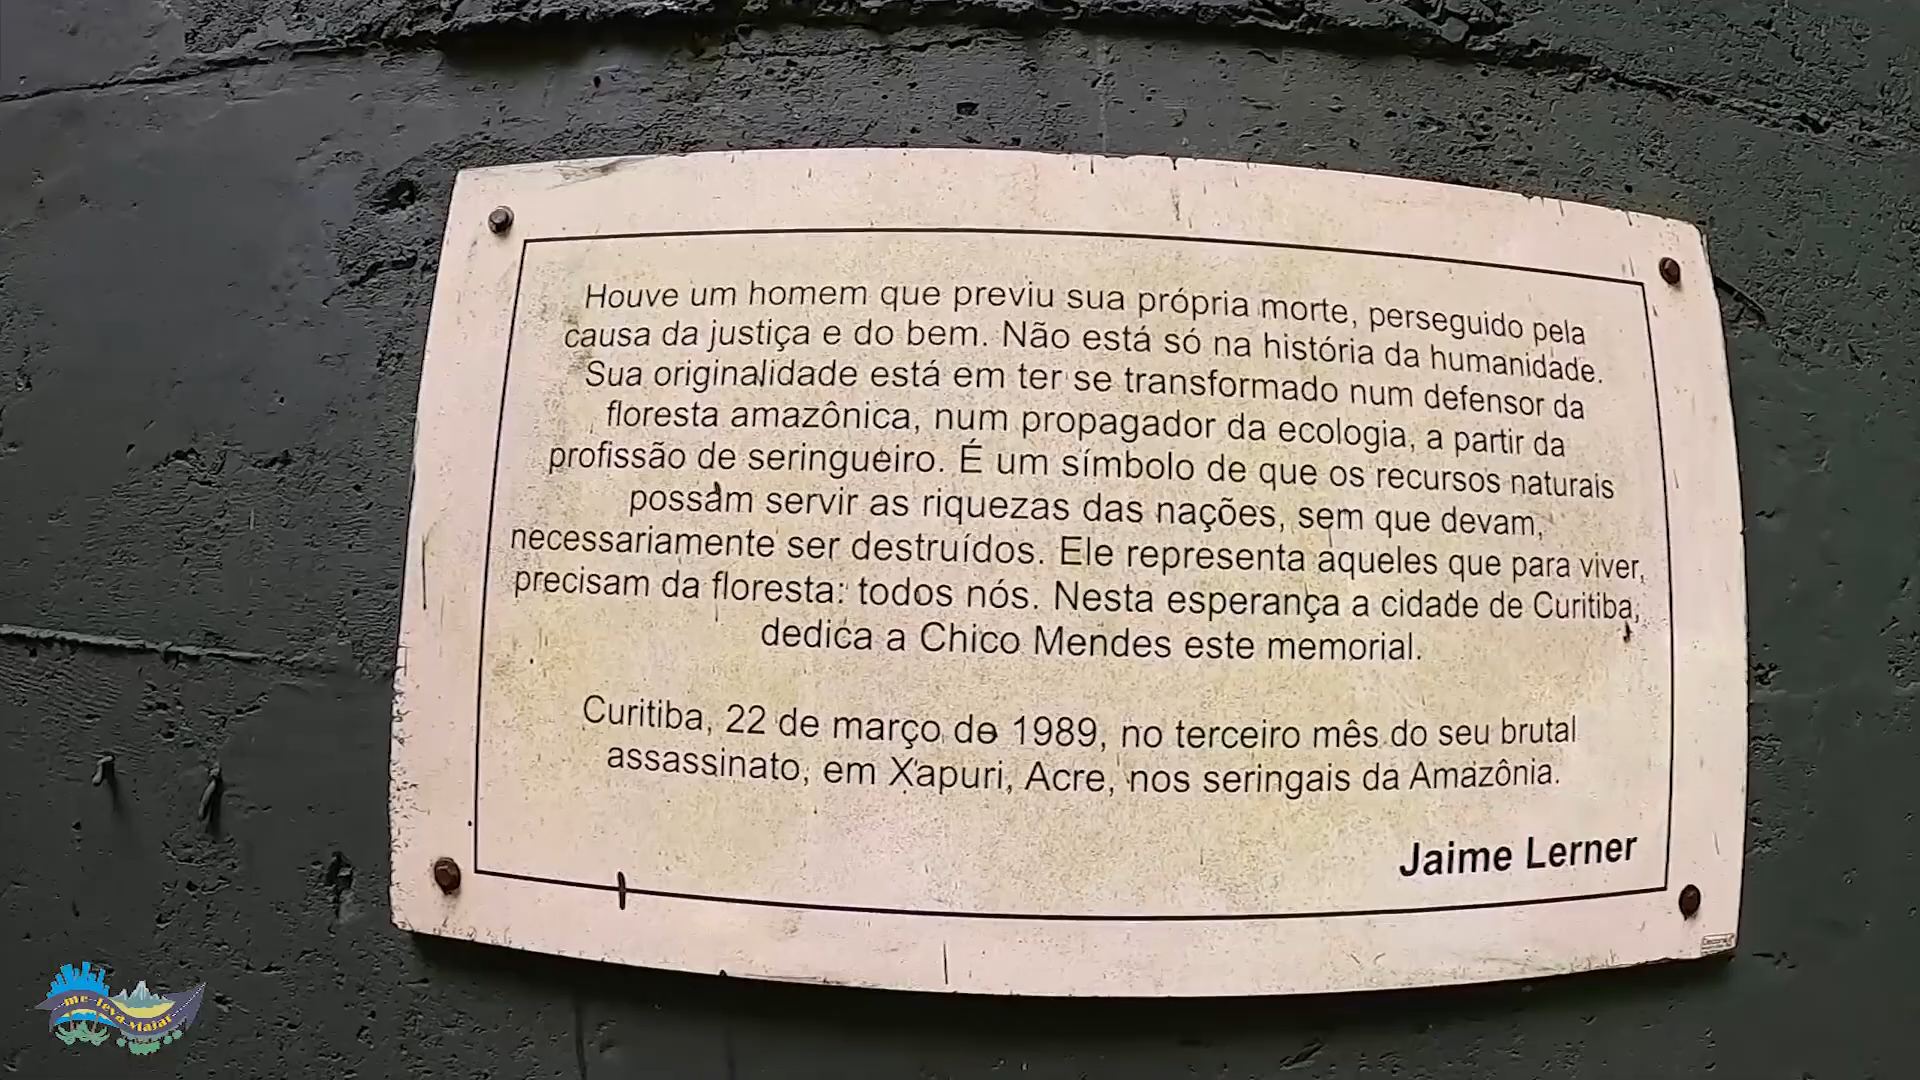 Houve um homem que previu sua própria morte, perseguido pela
causa da justiça e do bem. Não está só na história da humanidade.
Sua originalidade está em ter se transformado num defensor da
floresta amazônica, num propagador da ecologia, a partir da
profissão de seringueiro. É um símbolo de que os recursos naturais
possam servir as riquezas das nações, sem que devam,
necessariamente ser destruídos. Ele representa aqueles que para viver,
precisam da floresta: todos nós. Nesta esperança a cidade de Curitiba,
dedica a Chico Mendes este memorial.
Curitiba, 22 de março de 1989, no terceiro mês do seu brutal
assassinato, em Xapuri, Acre, nos seringais da Amazônia.
Jaime Lerner
me leva viajar